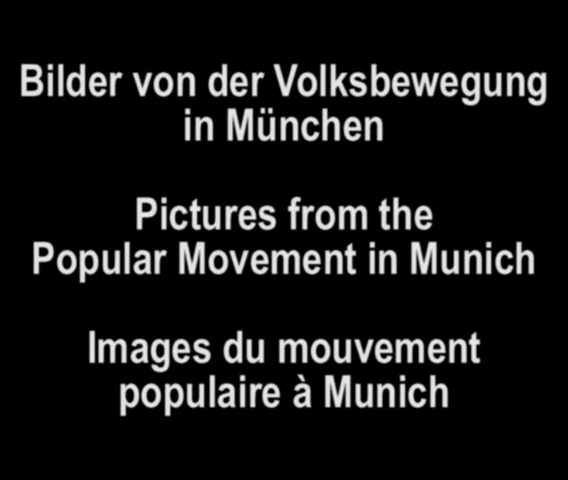 Bilder von der Volksbewegung
in München
Pictures from the
Popular Movement in Munich
Images du mouvement
populaire à Munich